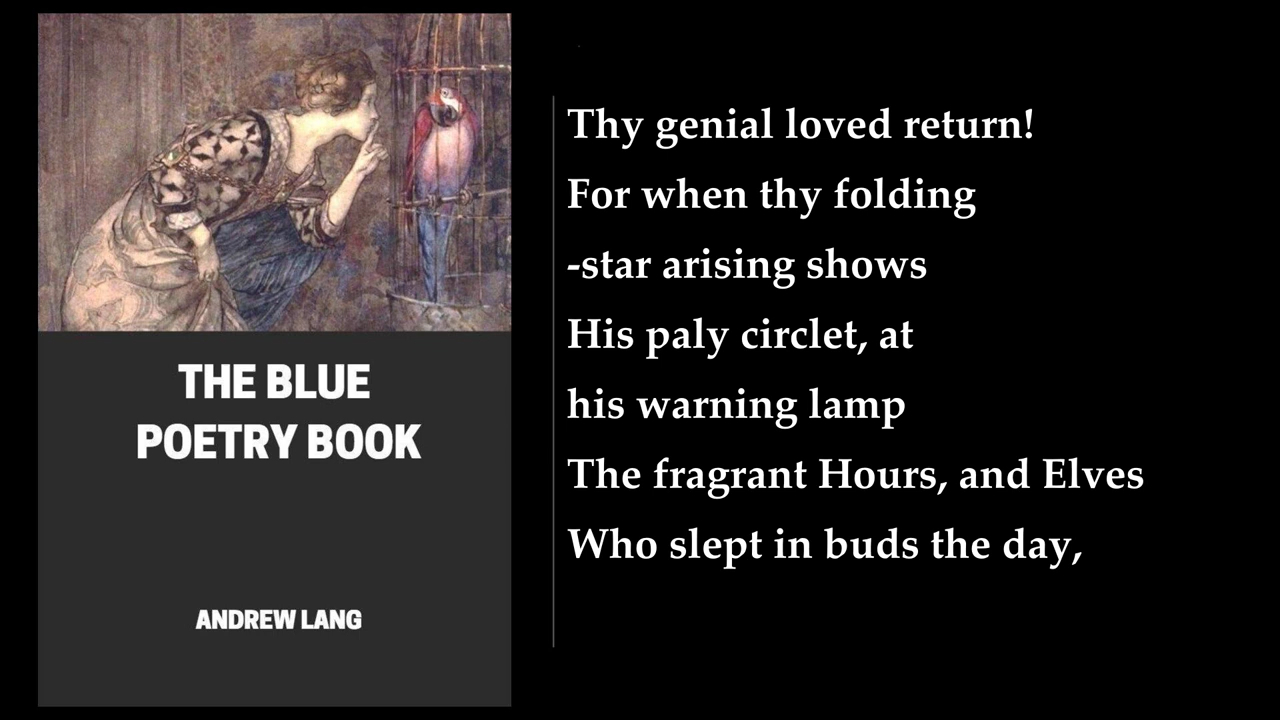 THE BLUE
POETRY BOOK
ANDREW LANG
Thy genial loved return!
For when thy folding
-star arising shows
His paly circlet, at
his warning lamp
The fragrant Hours, and Elves
Who slept in buds the day,